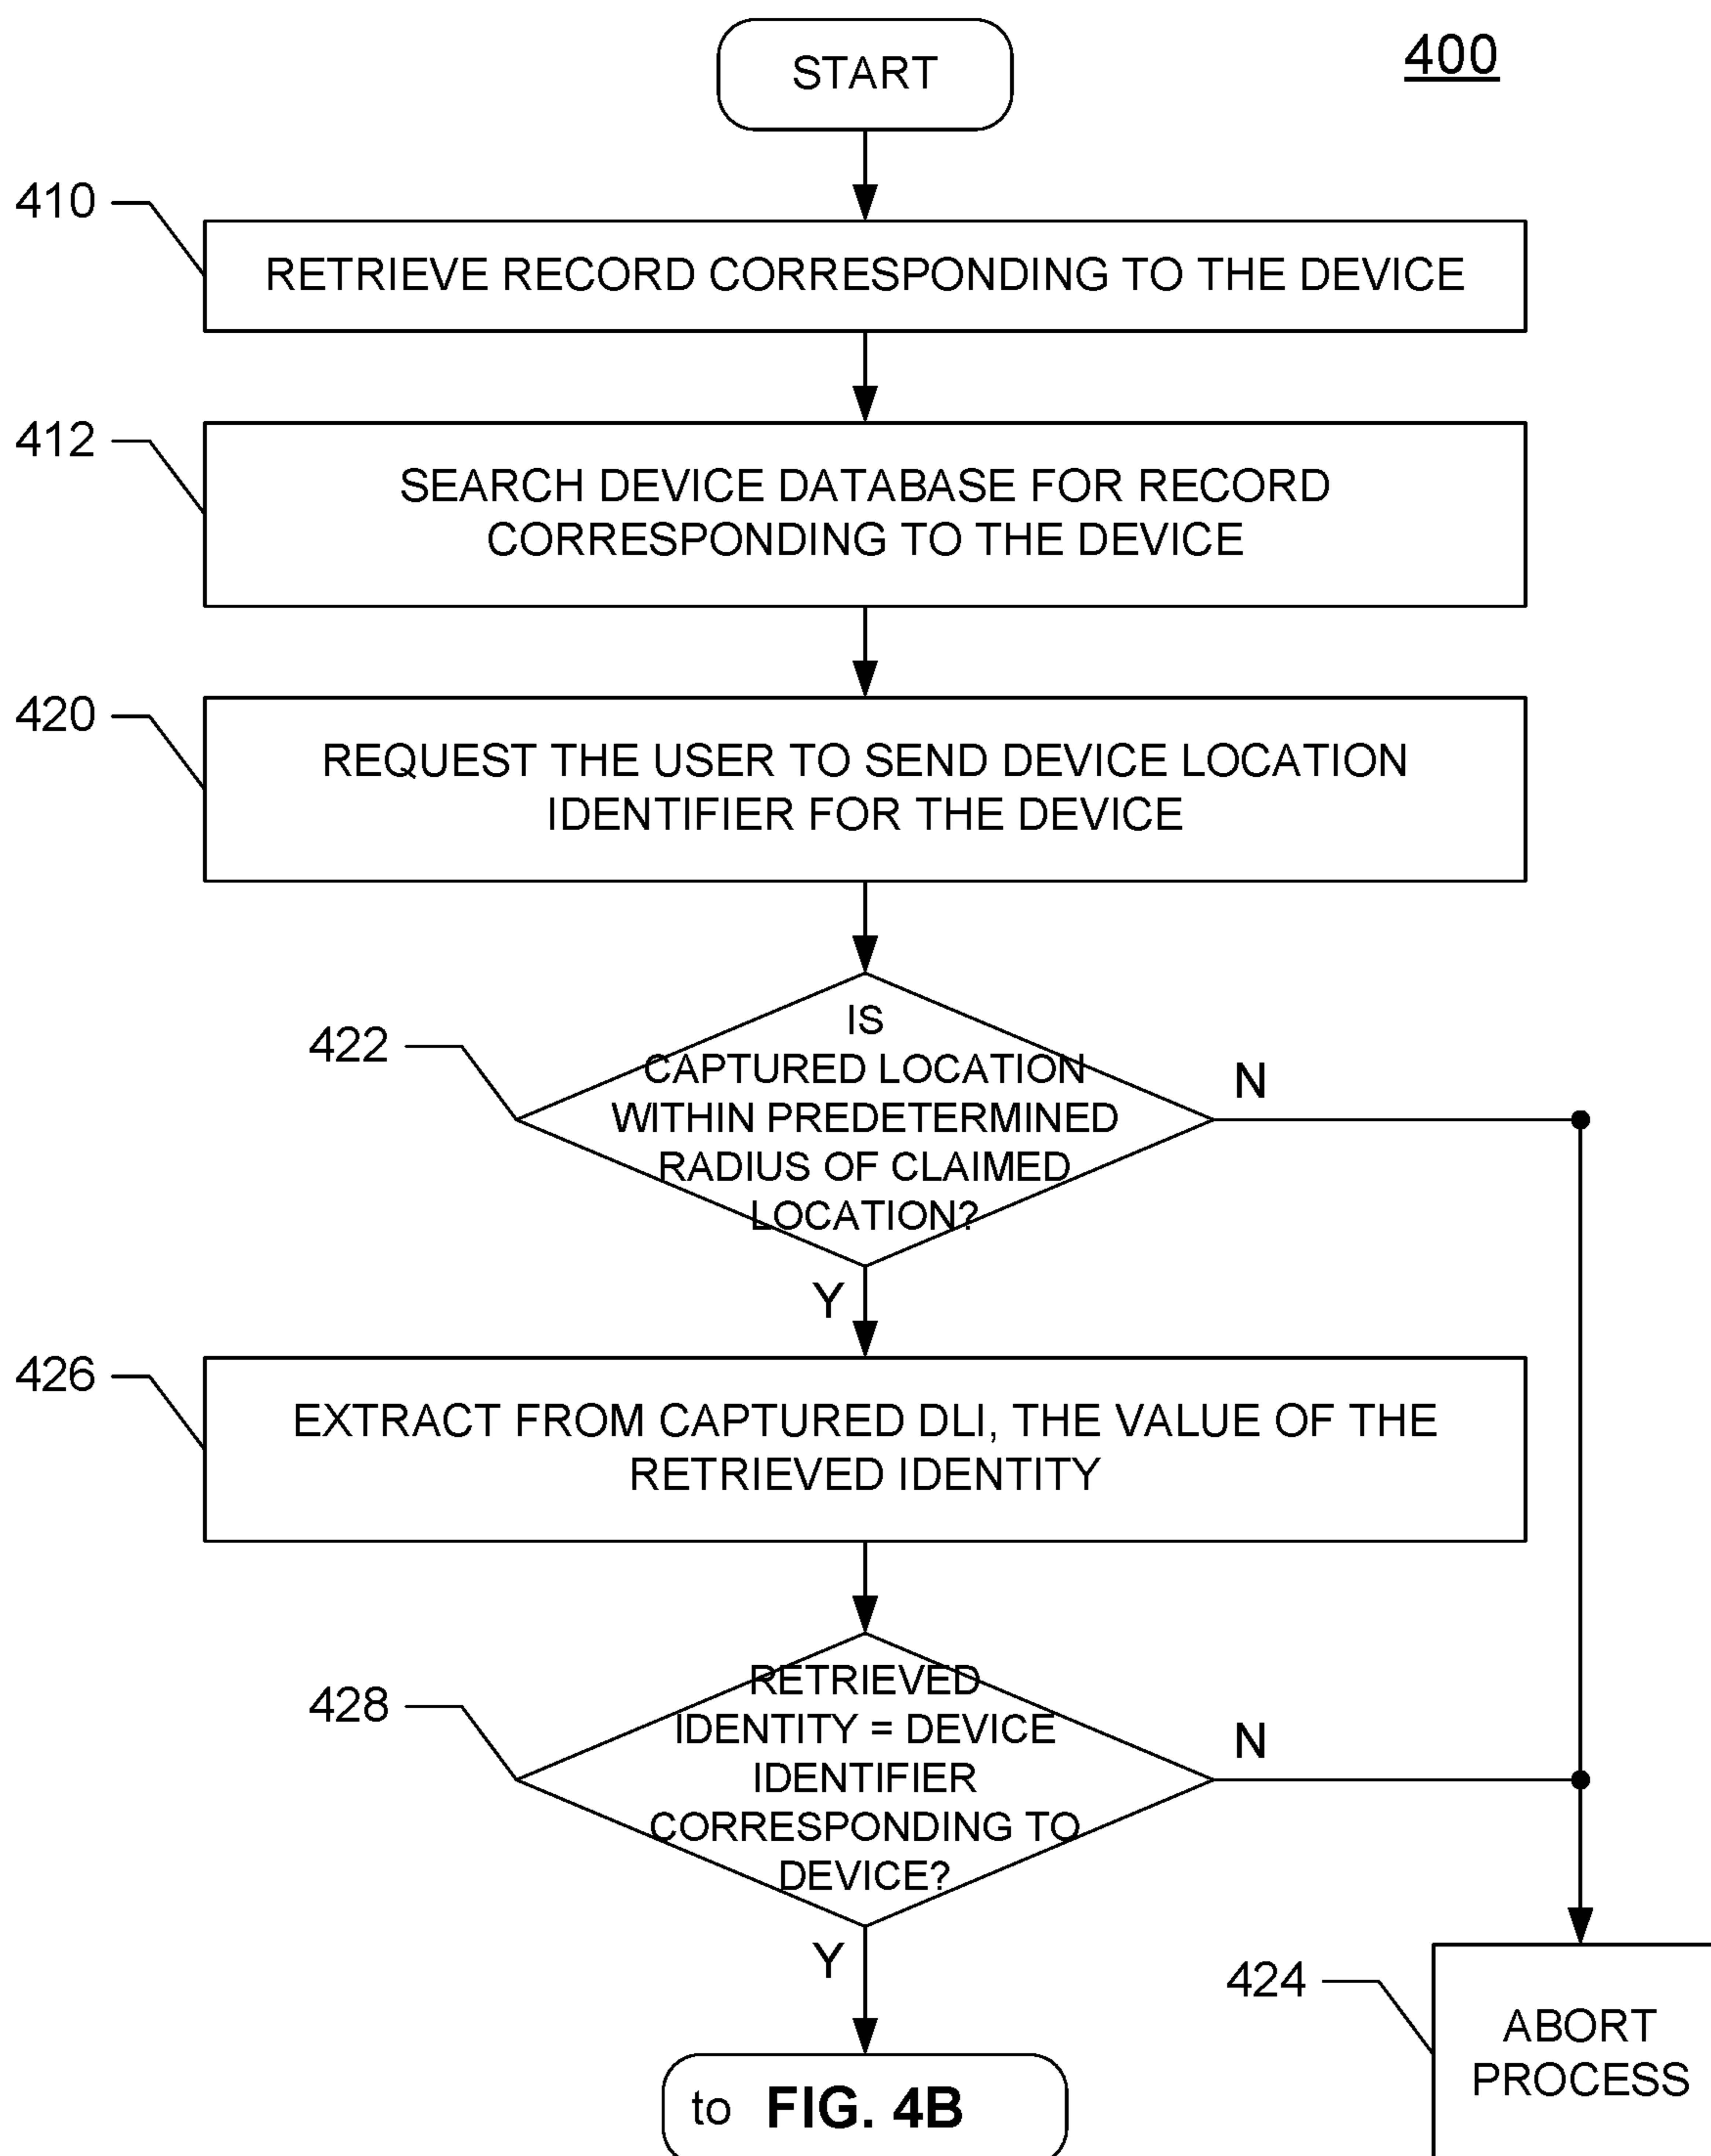 START
400
410
RETRIEVE RECORD CORRESPONDING TO THE DEVICE
412
SEARCH DEVICE DATABASE FOR RECORD
CORRESPONDING TO THE DEVICE
420
REQUEST THE USER TO SEND DEVICE LOCATION
IDENTIFIER FOR THE DEVICE
422
IS
CAPTURED LOCATION
WITHIN PREDETERMINED
RADIUS OF CLAIMED
LOCATION?
N
Y
426
EXTRACT FROM CAPTURED DLI, THE VALUE OF THE
RETRIEVED IDENTITY
428
RETRIEVED
IDENTITY = DEVICE
IDENTIFIER
CORRESPONDING TO
DEVICE?
N
Y
424
ABORT
PROCESS
to FIG. 4B